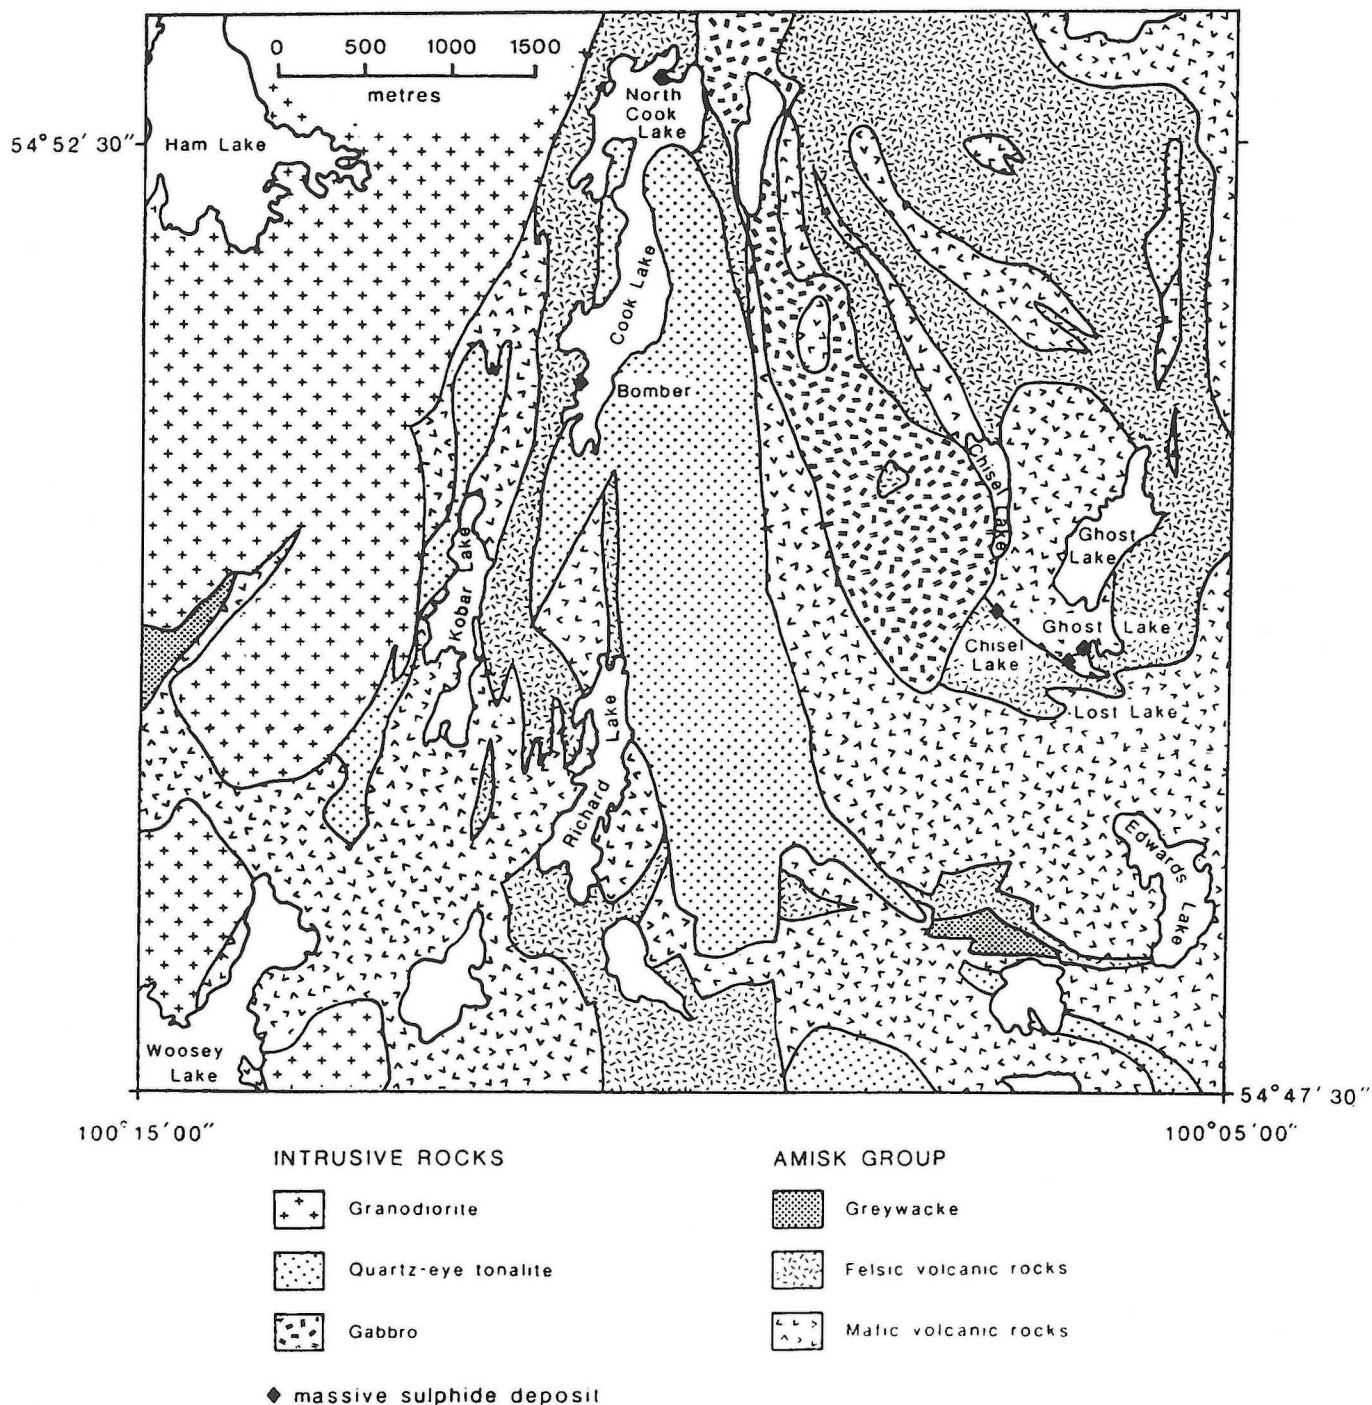 0 500 1000 1500
metres
North
Cook
Lake
54°52′ 30″
Ham Lake
Cook Lake
Bomber
Chisel Lake
Ghost
Lake
Kobar Lake
Ghost Lake
Chisel
Lake
Lost Lake
Richard Lake
Edwards Lake
Woosey
Lake
54°47′ 30″
100°15′00″
100°05′00″
INTRUSIVE ROCKS
AMISK GROUP
Granodiorite
Greywacke
Quartz-eye tonalite
Felsic volcanic rocks
Gabbro
Mafic volcanic rocks
massive sulphide deposit